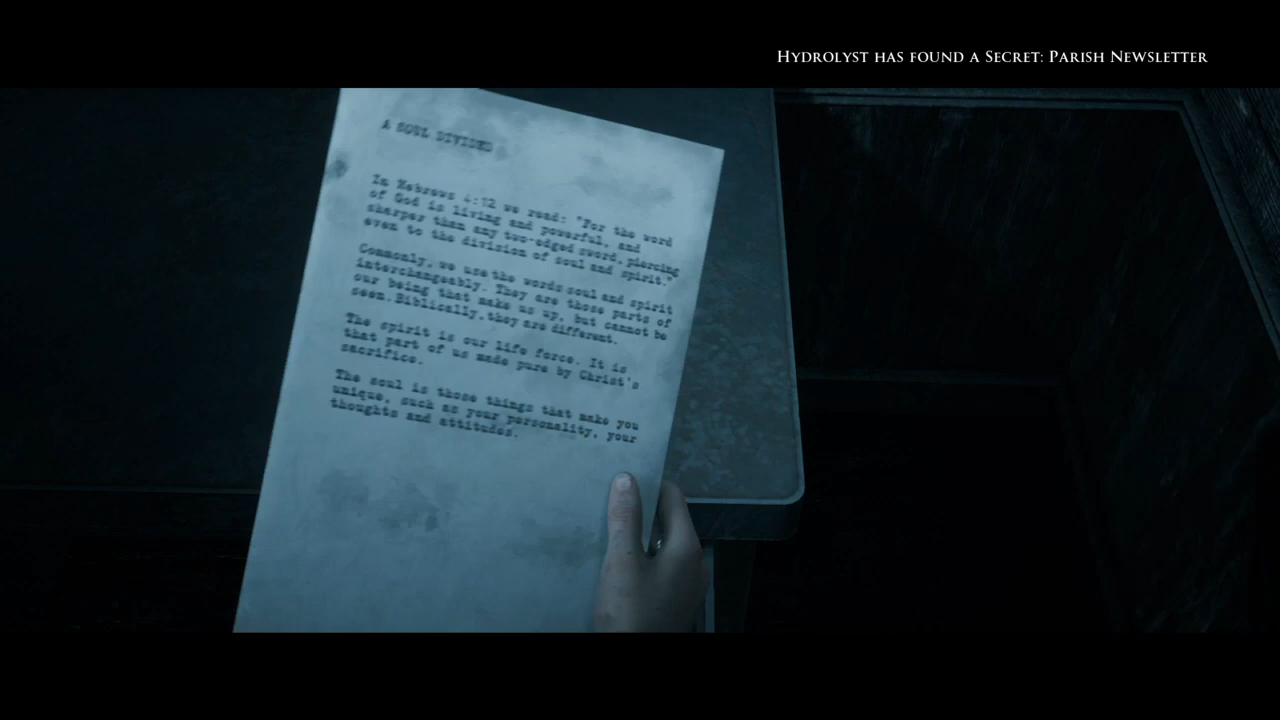 Hydrolyst has found a Secret: Parish Newsletter
A SOUL DIVIDED
In Hebrews 4:12 we read: "For the word
of God is living and powerful, and
sharper than any two-edged sword, piercing
even to the division of soul and spirit."
Commonly, we use the words soul and spirit
interchangeably. They are those parts of
our being that make us up, but cannot be
seen. Biblically, they are different.
The spirit is our life force. It is
that part of us made pure by Christ's
sacrifice.
The soul is those things that make you
unique, such as your personality, your
thoughts and attitudes.